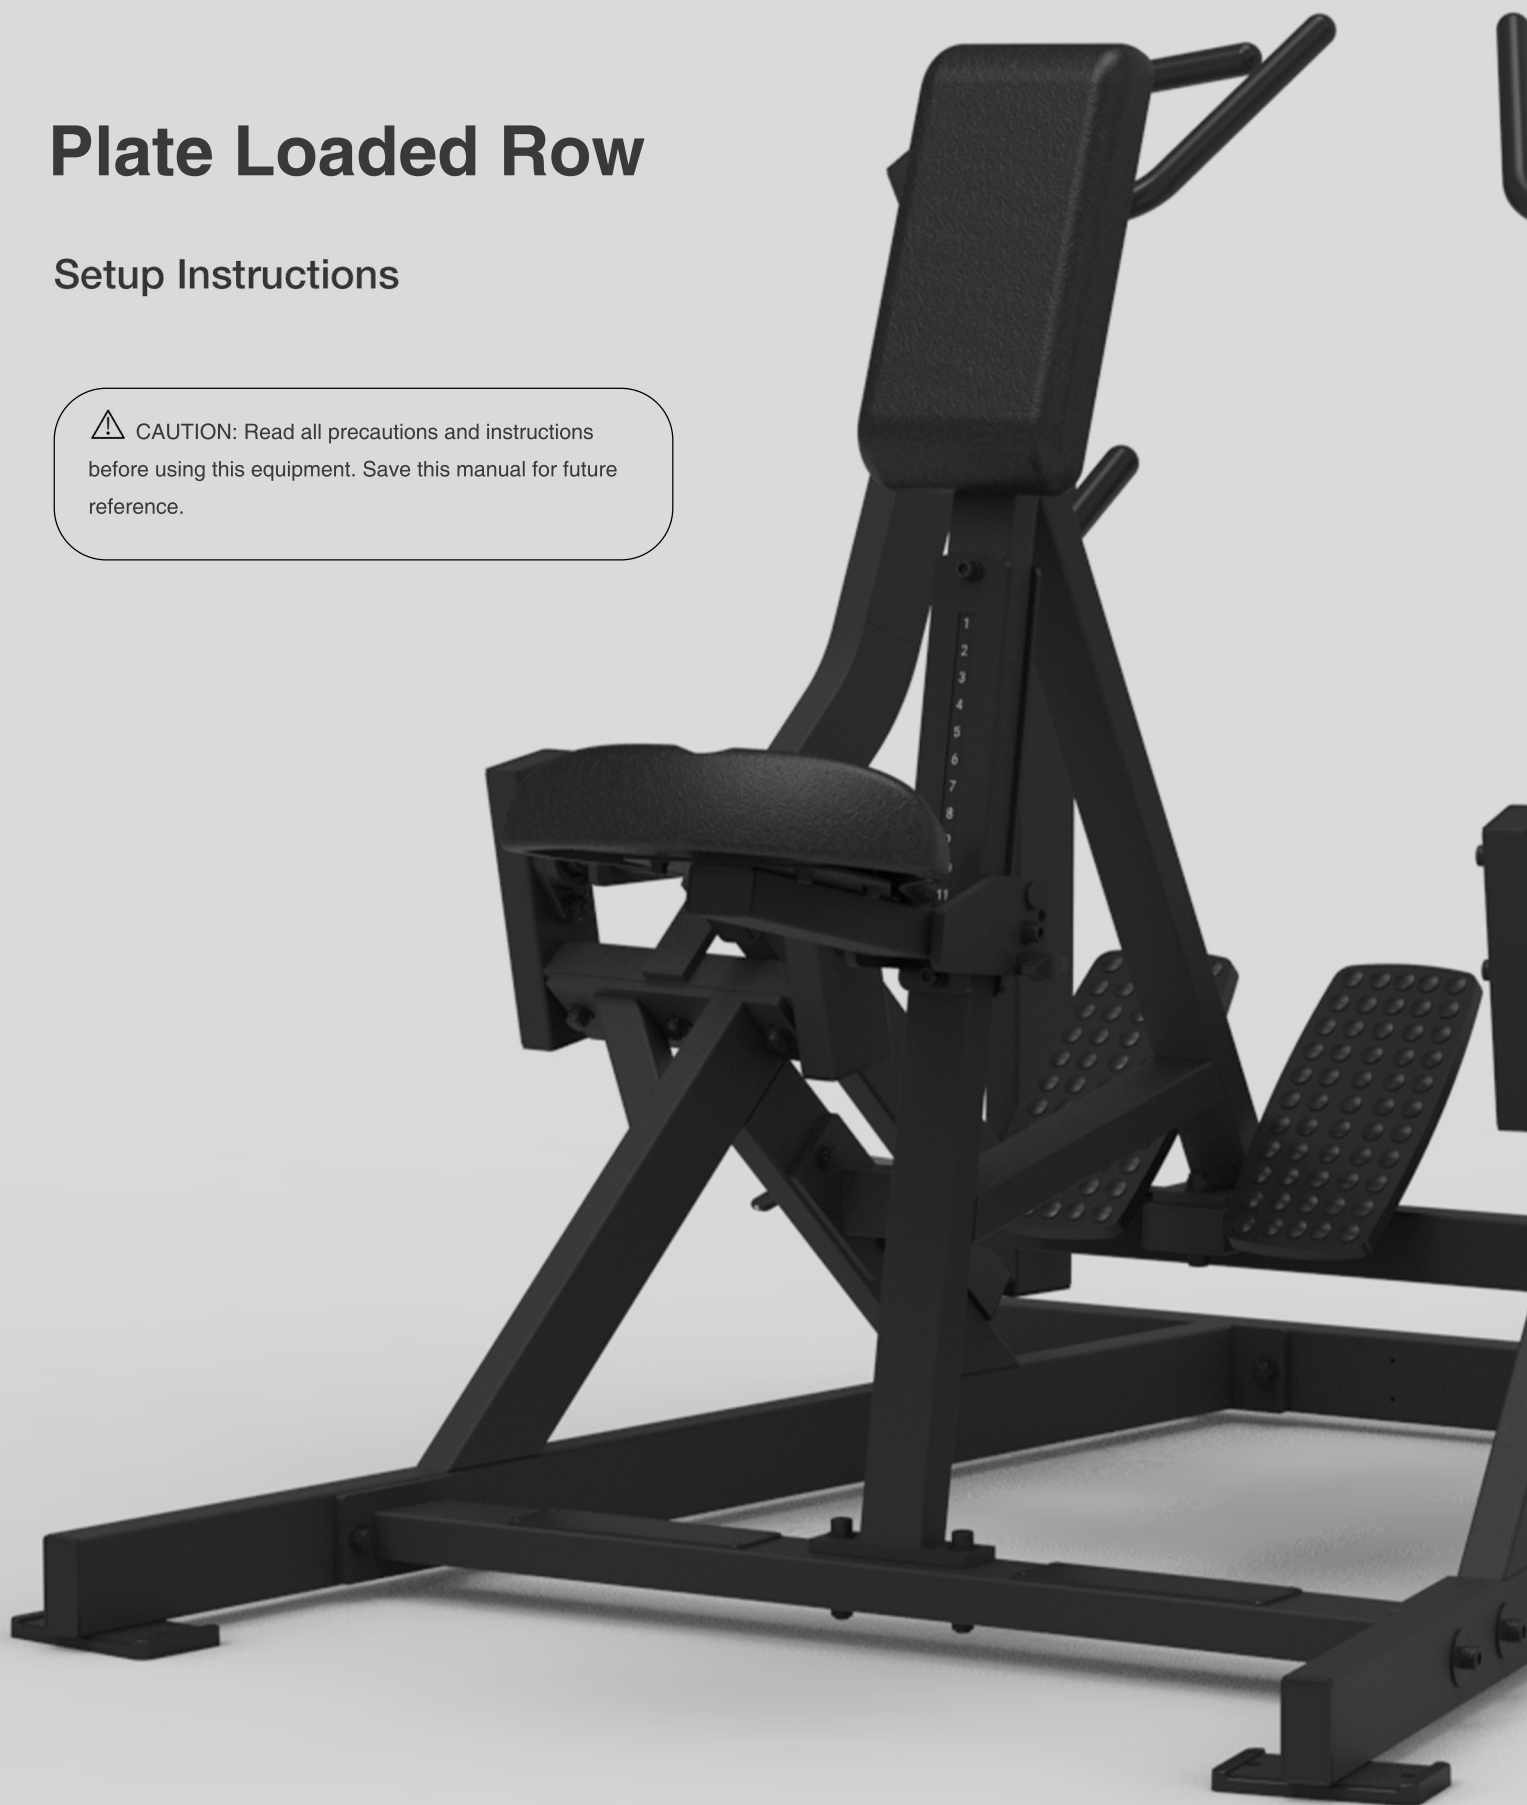 Plate Loaded Row
Setup Instructions
CAUTION: Read all precautions and instructions
before using this equipment. Save this manual for future
reference.
1
2
3
4
5
6
7
8
11